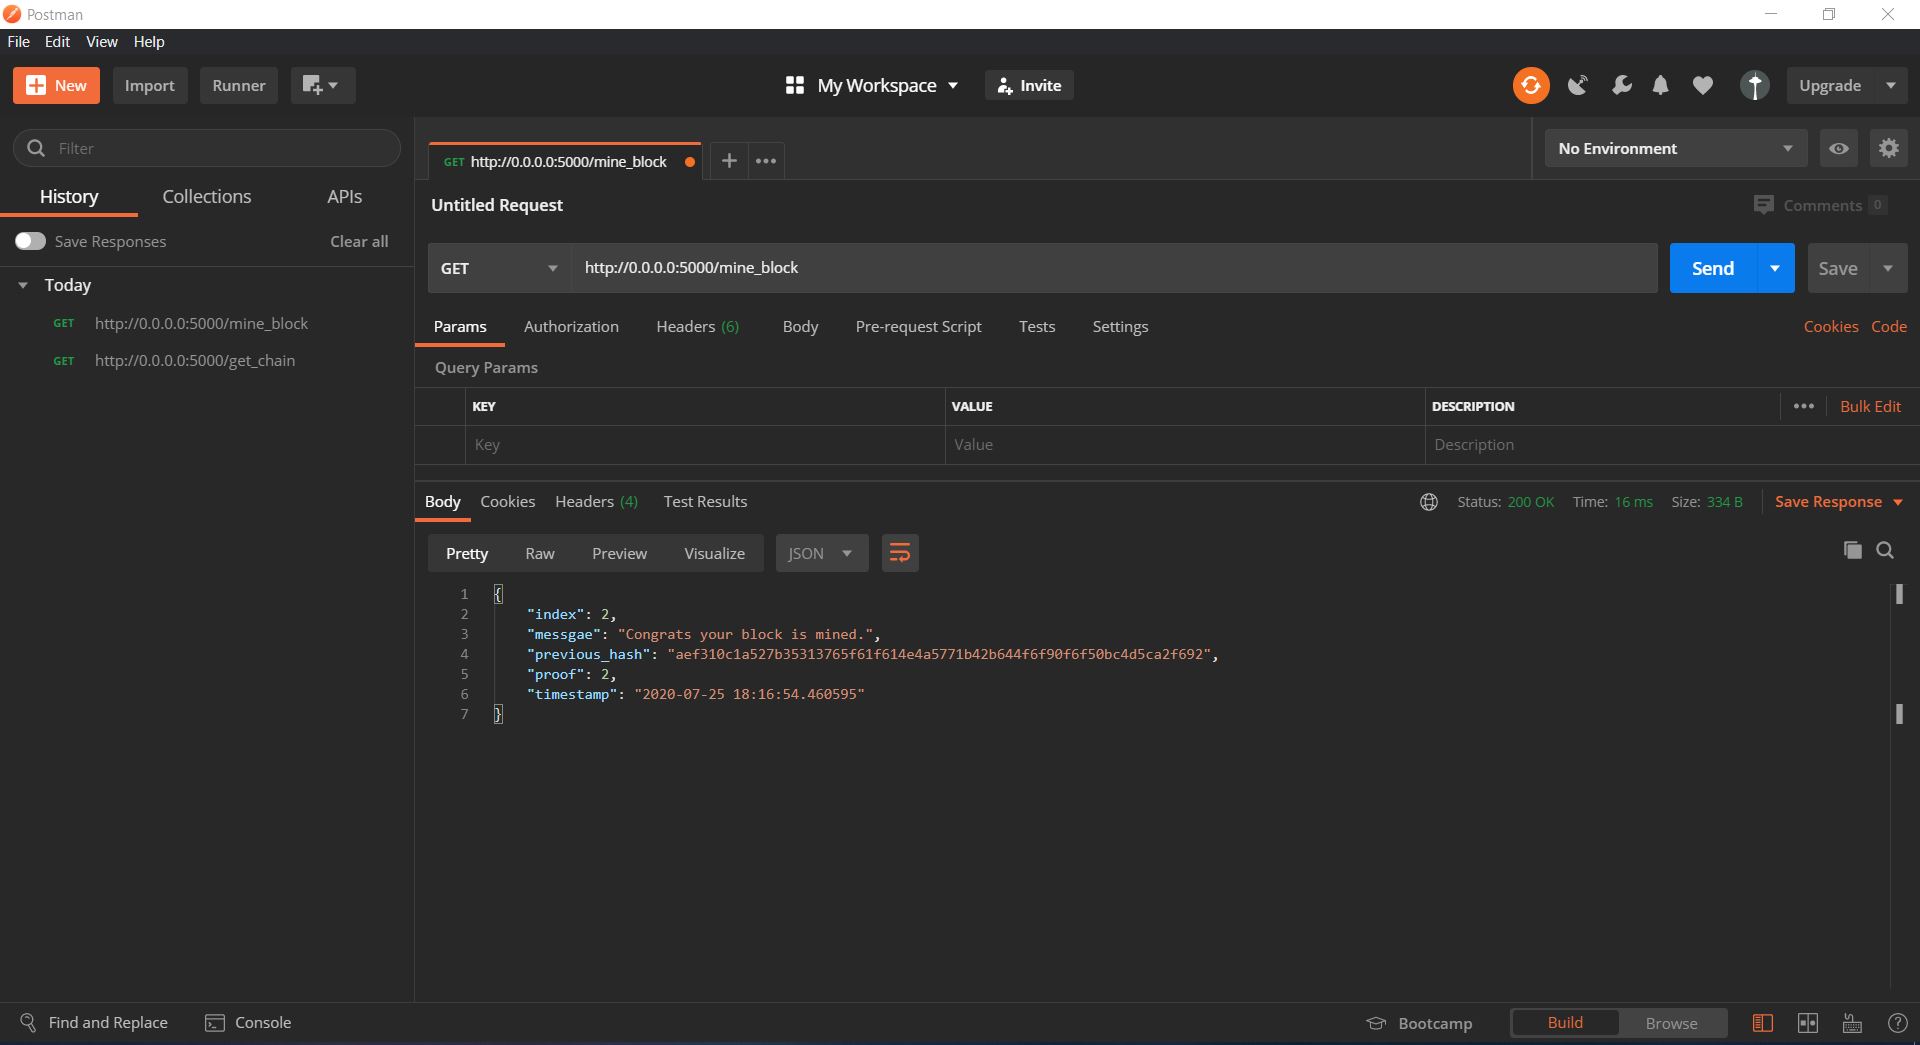 Postman
File Edit View Help
New Import Runner My Workspace Invite Upgrade
Filter
History Collections APIs
Save Responses Clear all
Today
GET http://0.0.0.0:5000/mine_block
GET http://0.0.0.0:5000/get_chain
GET http://0.0.0.0:5000/mine_block
No Environment
Untitled Request
Comments 0
GET http://0.0.0.0:5000/mine_block Send Save
Params Authorization Headers (6) Body Pre-request Script Tests Settings Cookies Code
Query Params
KEY VALUE DESCRIPTION Bulk Edit
Key Value Description
Body Cookies Headers (4) Test Results Status: 200 OK Time: 16 ms Size: 334 B Save Response
Pretty Raw Preview Visualize JSON
1 {
2 "index": 2,
3 "messgae": "Congrats your block is mined.",
4 "previous_hash": "aef310c1a527b35313765f61f614e4a5771b42b644f6f90f6f50bc4d5ca2f692",
5 "proof": 2,
6 "timestamp": "2020-07-25 18:16:54.460595"
7 }
Find and Replace Console Bootcamp Build Browse